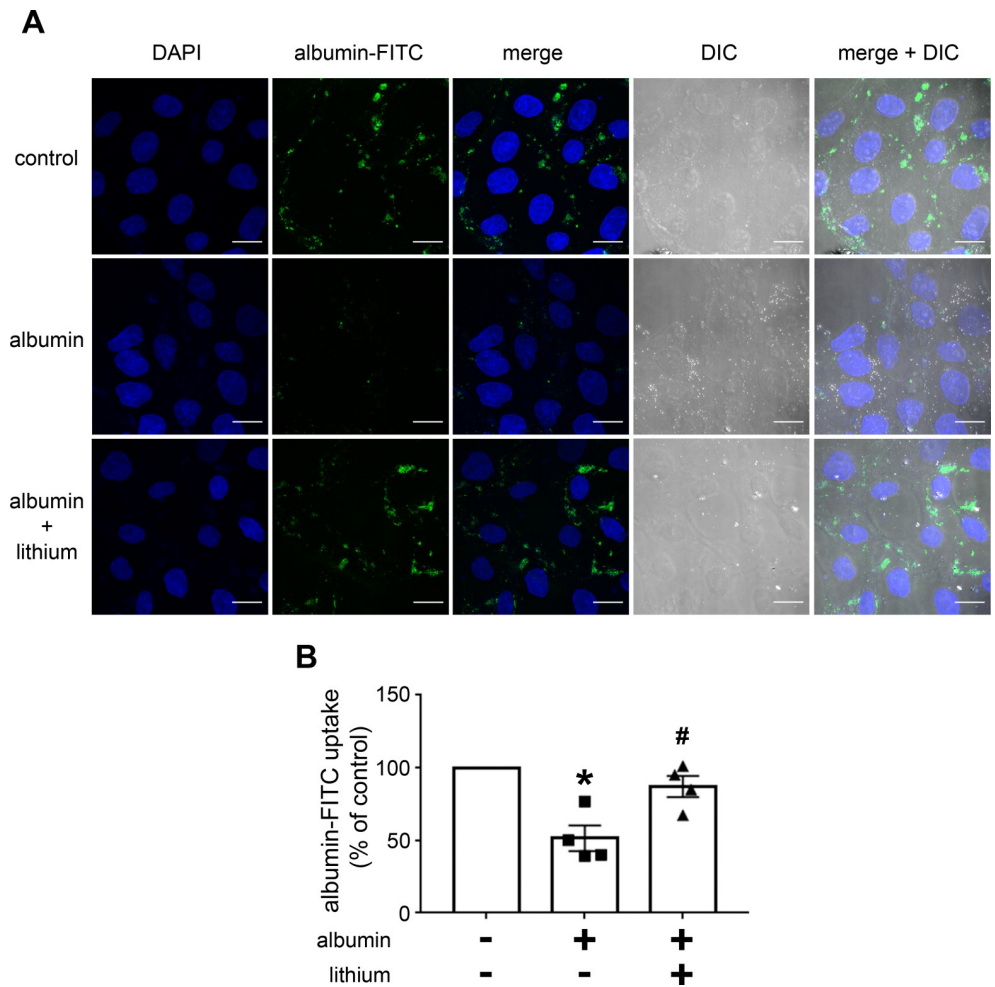 A
DAPI albumin-FITC merge DIC merge + DIC
control
albumin
albumin
+
lithium
B
albumin-FITC uptake
(% of control)
150
100
50
0
*
#
albumin - + +
lithium - - +